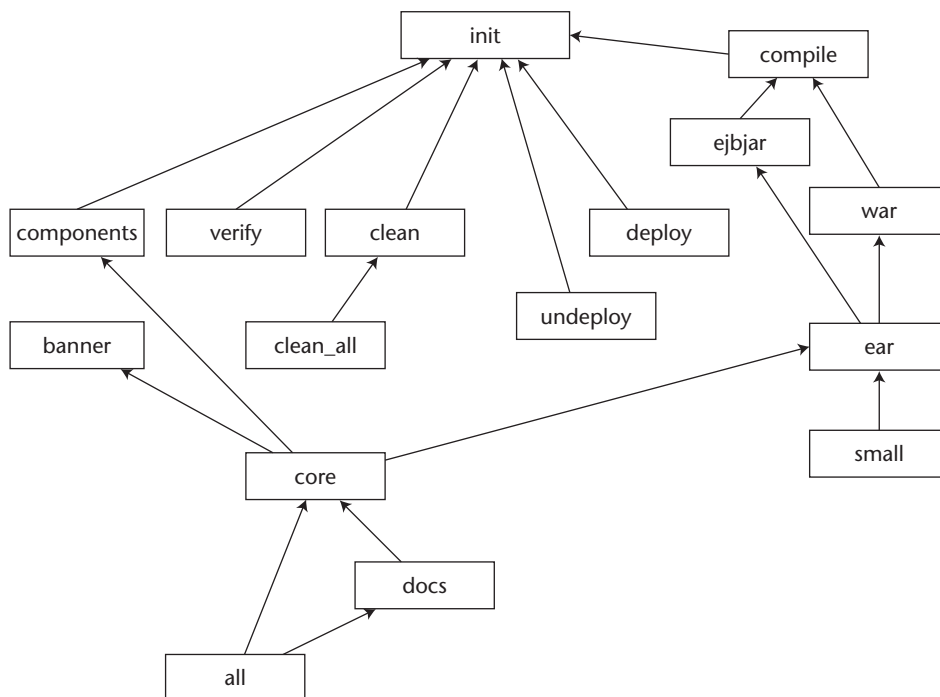 init
compile
ejbjar
components
verify
clean
deploy
war
undeploy
banner
clean_all
ear
core
small
docs
all